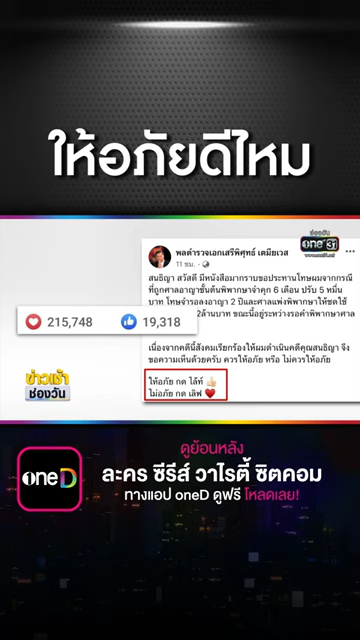 ให้อภัยดีไหม
ช่องวัน
one31
พลตำรวจเอกเสรีพิศุทธ์ เตมียเวส
11 ชม. ·
สนธิญา สวัสดี มีหนังสือมากราบขอประทานโทษผมจากกรณี
ที่ถูกศาลอาญาชั้นต้นพิพากษาจำคุก 6 เดือน ปรับ 5 หมื่น
บาท โทษจำรอลงอาญา 2 ปีและศาลแพ่งพิพากษาให้ชดใช้
2ล้านบาท ขณะนี้อยู่ระหว่างรอคำพิพากษาศาล
215,748 19,318
เนื่องจากคดีนี้สังคมเรียกร้องให้ผมดำเนินคดีคุณสนธิญา จึง
ขอความเห็นด้วยครับ ควรให้อภัย หรือ ไม่ควรให้อภัย
ให้อภัย กด ไล้ท์ 👍🏻
ไม่อภัย กด เลิฟ ❤️
ข่าวเช้า
ช่องวัน
oneD
ดูย้อนหลัง
ละคร ซีรีส์ วาไรตี้ ซิตคอม
ทางแอป oneD ดูฟรี โหลดเลย!